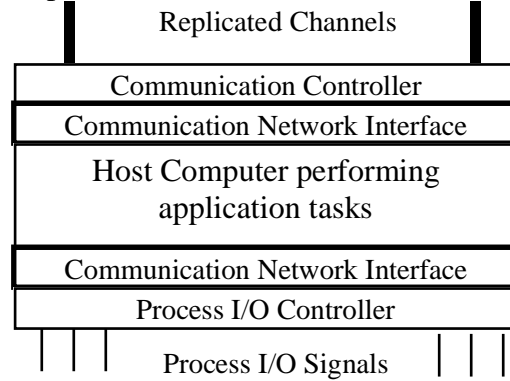 Replicated Channels
Communication Controller
Communication Network Interface
Host Computer performing
application tasks
Communication Network Interface
Process I/O Controller
Process I/O Signals